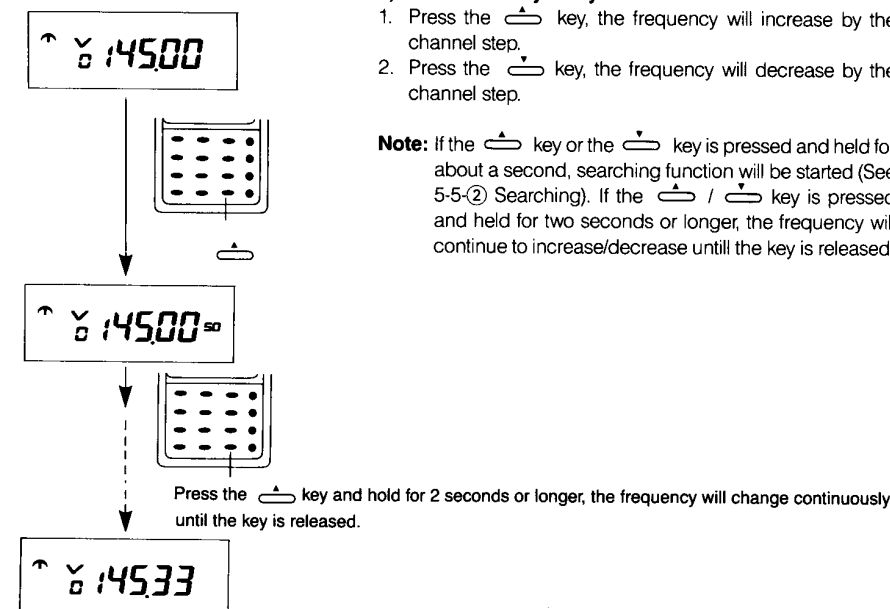 145.00
1. Press the key, the frequency will increase by the
channel step.
2. Press the key, the frequency will decrease by the
channel step.
Note: If the key or the key is pressed and held fo
about a second, searching function will be started (See
5-5-② Searching). If the / key is pressed
and held for two seconds or longer, the frequency wil
continue to increase/decrease untill the key is released
0 145.00 50
Press the key and hold for 2 seconds or longer, the frequency will change continuously
until the key is released.
0 145.33